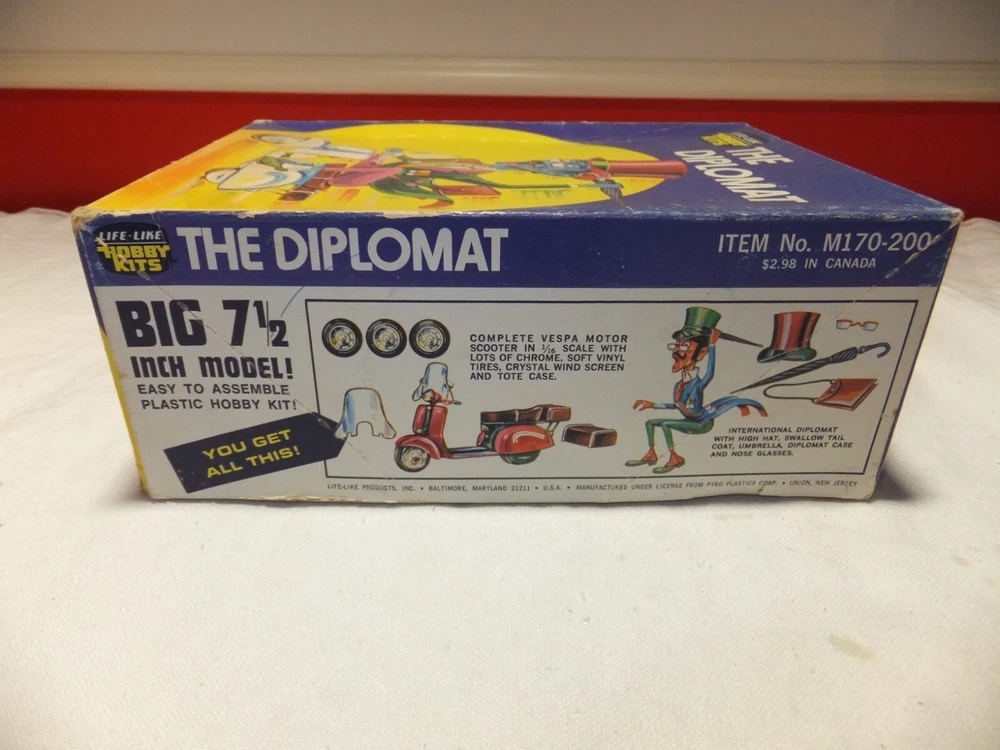 THE
DIPLOMAT
LIFE-LIKE
HOBBY
KITS
THE DIPLOMAT
ITEM No. M170-200
$2.98 IN CANADA
BIG 7 1/2
INCH MODEL!
EASY TO ASSEMBLE
PLASTIC HOBBY KIT!
YOU GET
ALL THIS!
COMPLETE VESPA MOTOR
SCOOTER IN 1/16 SCALE WITH
LOTS OF CHROME, SOFT VINYL
TIRES, CRYSTAL WIND SCREEN
AND TOTE CASE.
INTERNATIONAL DIPLOMAT
WITH HIGH HAT, SWALLOW TAIL
COAT, UMBRELLA, DIPLOMAT CASE
AND NOSE GLASSES.
LIFE-LIKE PRODUCTS, INC. • BALTIMORE, MARYLAND 21211 • U.S.A. • MANUFACTURED UNDER LICENSE FROM PYRO PLASTICS CORP. • UNION, NEW JERSEY